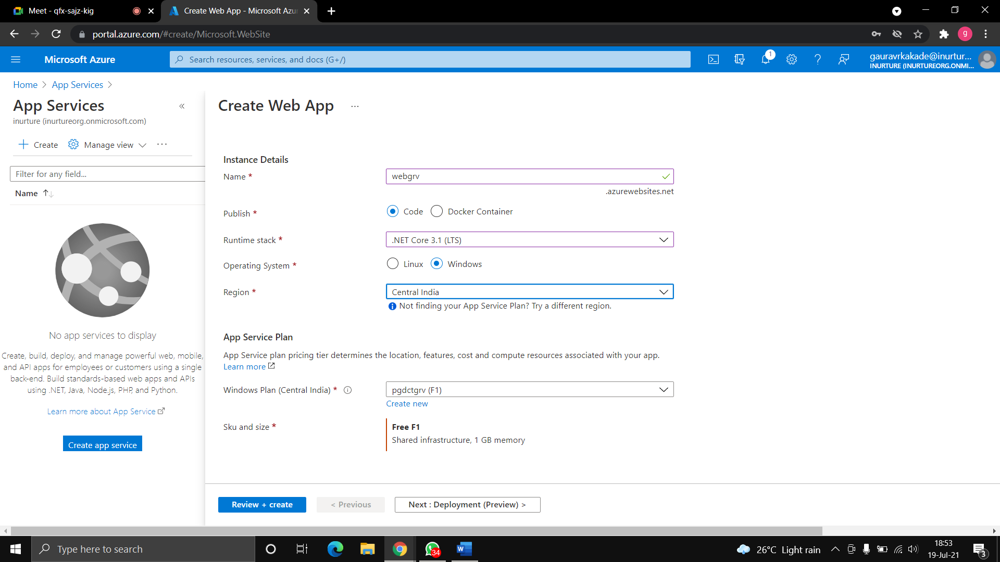 Meet - qfx-sajz-kig
Create Web App - Microsoft Azur
portal.azure.com/#create/Microsoft.WebSite
g
Microsoft Azure
Search resources, services, and docs (G+/)
1
gauravrkakade@inurtur...
INURTURE (INURTUREORG.ONMI...
Home > App Services >
App Services
inurture (inurtureorg.onmicrosoft.com)
Create
Manage view
Filter for any field...
Name
No app services to display
Create, build, deploy, and manage powerful web, mobile,
and API apps for employees or customers using a single
back-end. Build standards-based web apps and APIs
using .NET, Java, Node.js, PHP, and Python.
Learn more about App Service
Create app service
Create Web App ...
Instance Details
Name *
webgrv
.azurewebsites.net
Publish *
Code Docker Container
Runtime stack *
.NET Core 3.1 (LTS)
Operating System *
Linux Windows
Region *
Central India
Not finding your App Service Plan? Try a different region.
App Service Plan
App Service plan pricing tier determines the location, features, cost and compute resources associated with your app.
Learn more
Windows Plan (Central India) *
pgdctgrv (F1)
Create new
Sku and size *
Free F1
Shared infrastructure, 1 GB memory
Review + create
< Previous
Next : Deployment (Preview) >
Type here to search
34
W
26°C Light rain
18:53
19-Jul-21
3